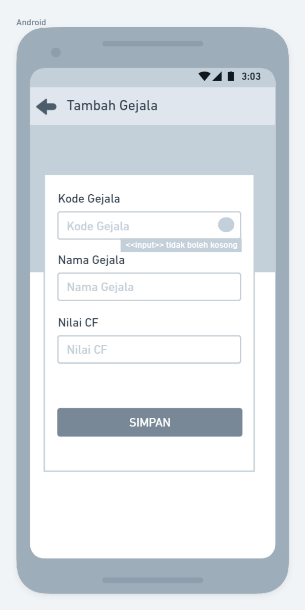 Android
3:03
Tambah Gejala
Kode Gejala
Kode Gejala
<<input>> tidak boleh kosong
Nama Gejala
Nama Gejala
Nilai CF
Nilai CF
SIMPAN